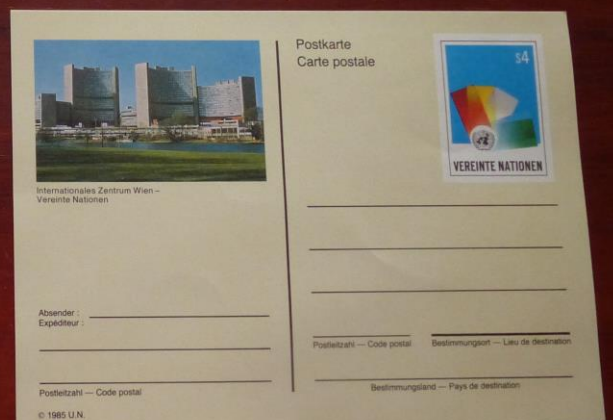 Postkarte
Carte postale
s4
VEREINTE NATIONEN
Internationales Zentrum Wien –
Vereinte Nationen
Absender :
Expéditeur :
Postleitzahl — Code postal
© 1985 U.N.
Postleitzahl — Code postal
Bestimmungsort — Lieu de destination
Bestimmungsland — Pays de destination